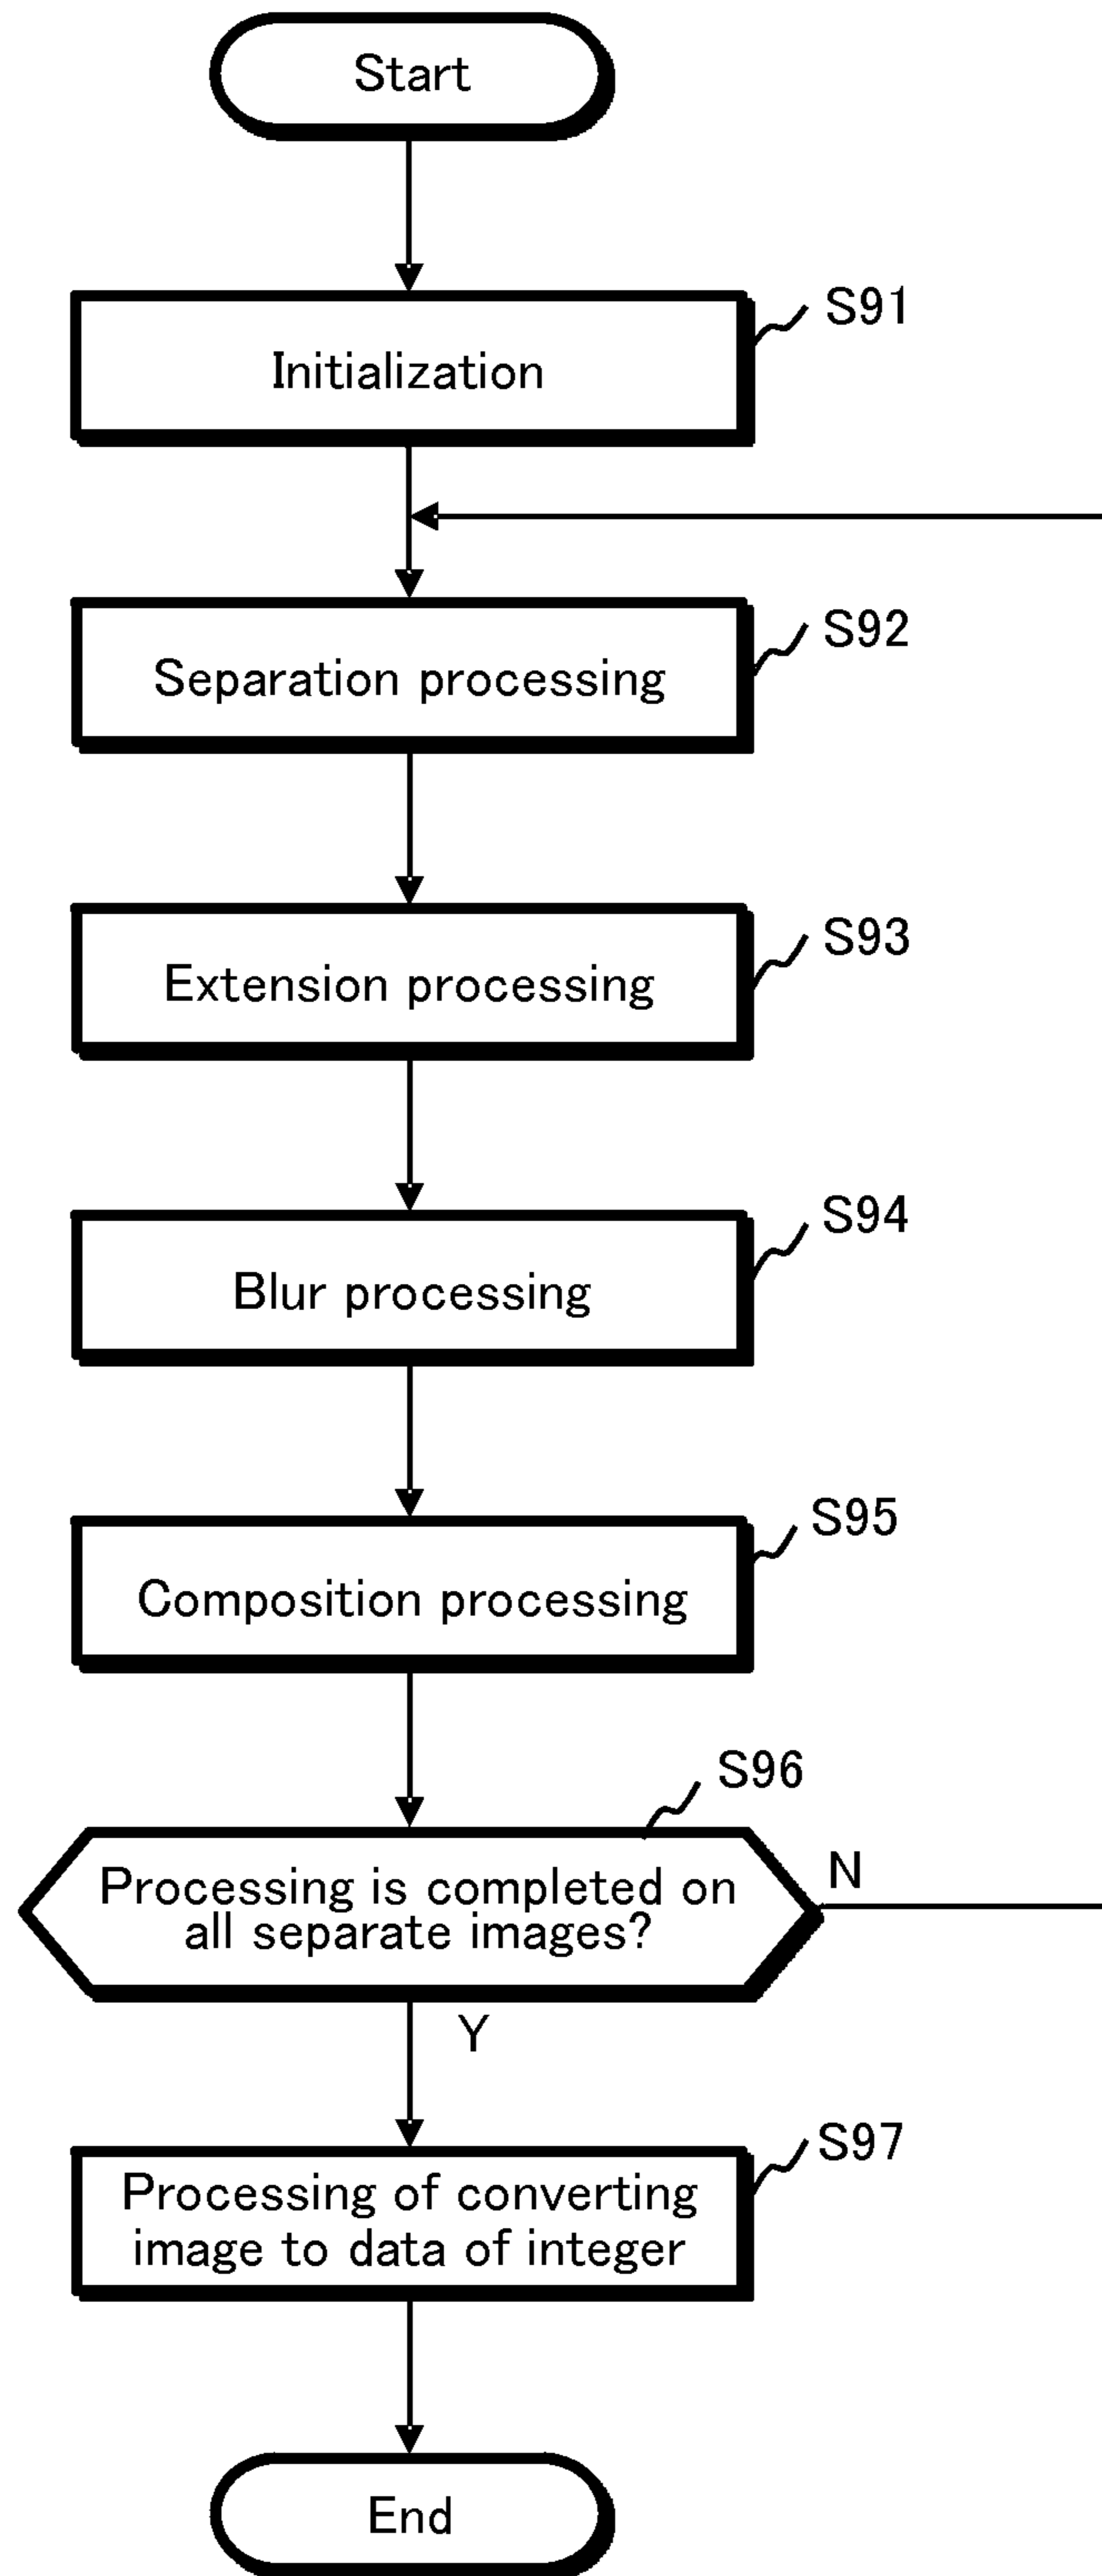 Start
S91
Initialization
S92
Separation processing
S93
Extension processing
S94
Blur processing
S95
Composition processing
S96
Processing is completed on
all separate images?
N
Y
S97
Processing of converting
image to data of integer
End